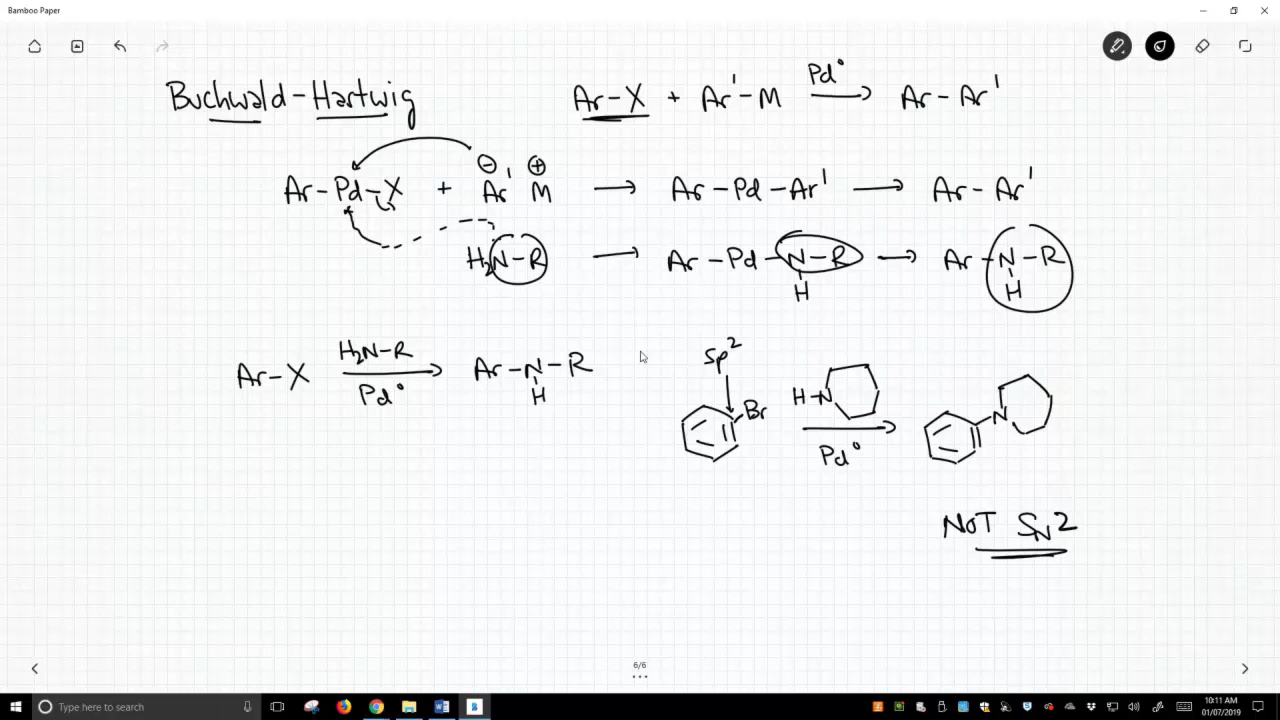 Bamboo Paper
Buchwald-Hartwig
Ar-X + Ar'-M Pd° → Ar-Ar'
Ar-Pd-X + Ar'⊖ M⊕ → Ar-Pd-Ar' → Ar-Ar'
H₂N-R → Ar-Pd-N-R → Ar-N-R
H H
Ar-X H₂N-R → Ar-N-R
Pd° H
Sp²
Br H-N → N
Pd°
NOT SN2
6/6
Type here to search
10:11 AM
01/07/2019